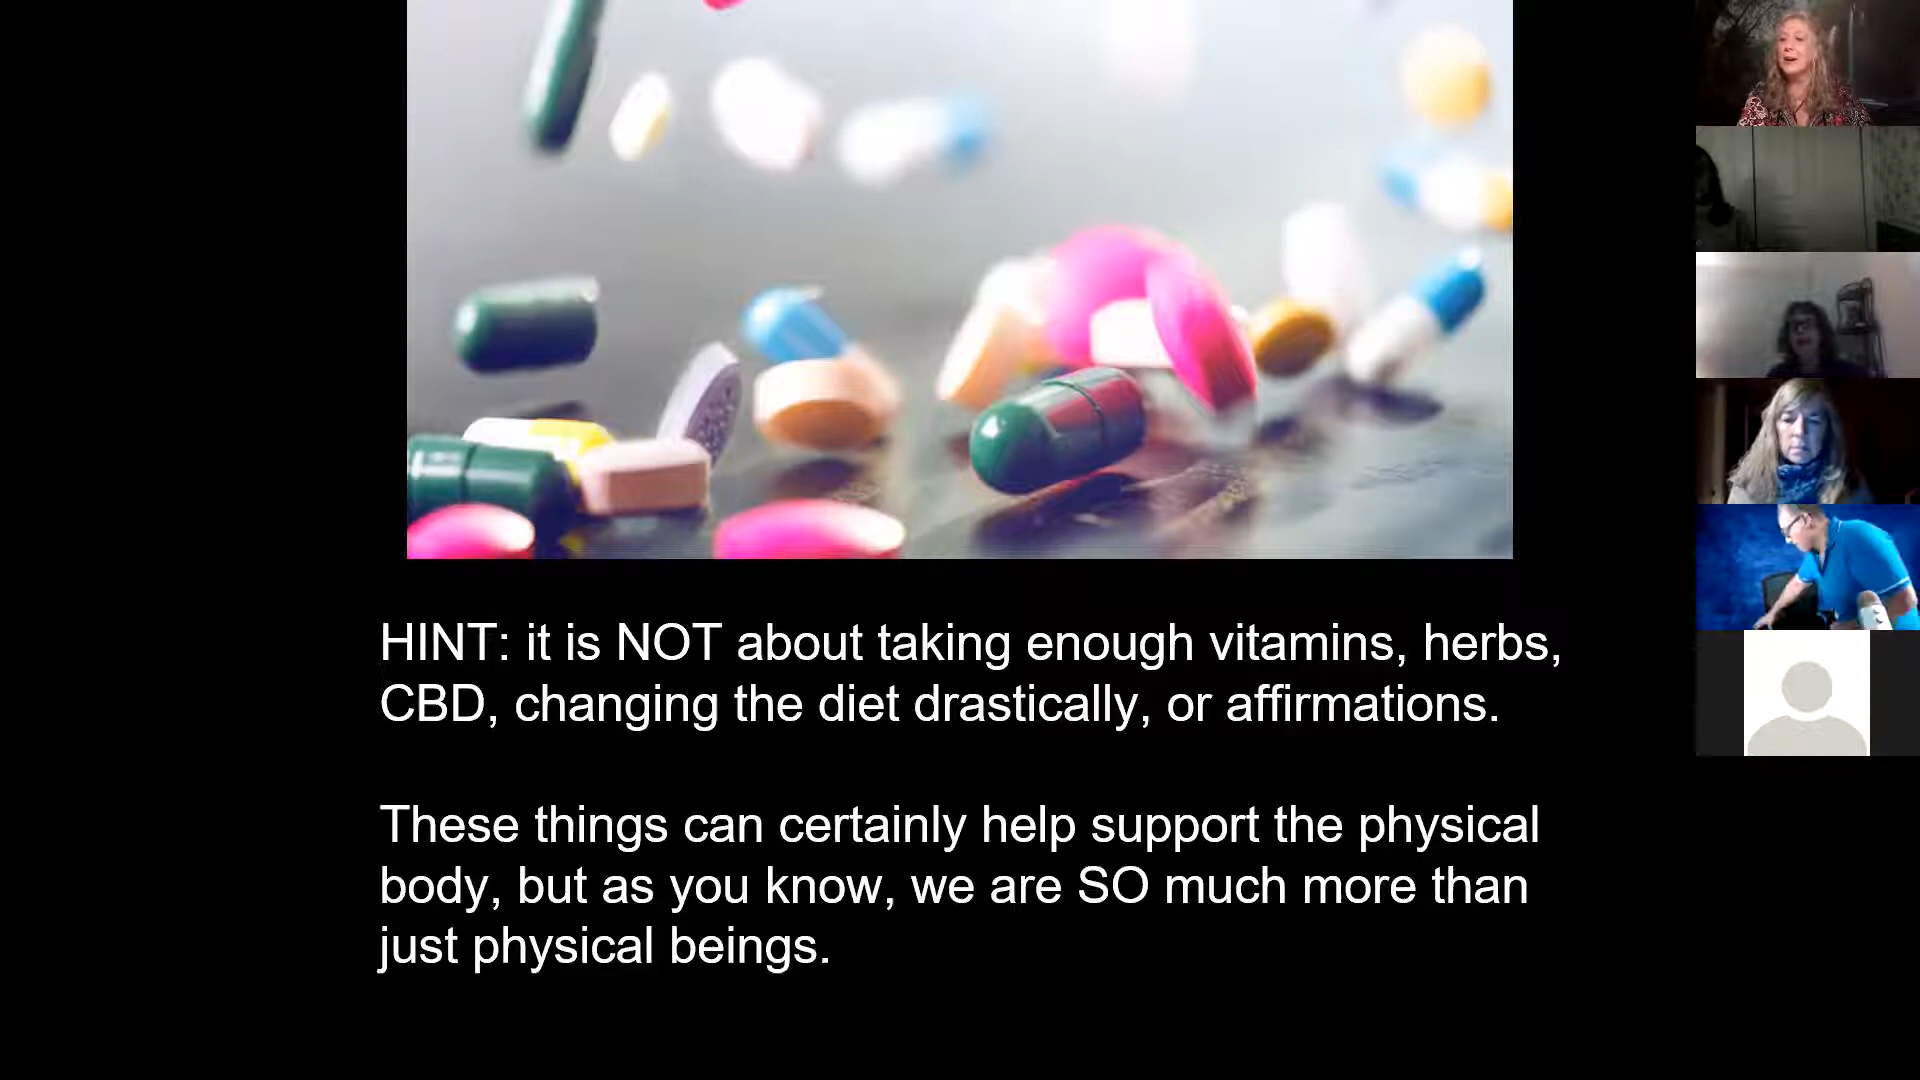 HINT: it is NOT about taking enough vitamins, herbs,
CBD, changing the diet drastically, or affirmations.
These things can certainly help support the physical
body, but as you know, we are SO much more than
just physical beings.